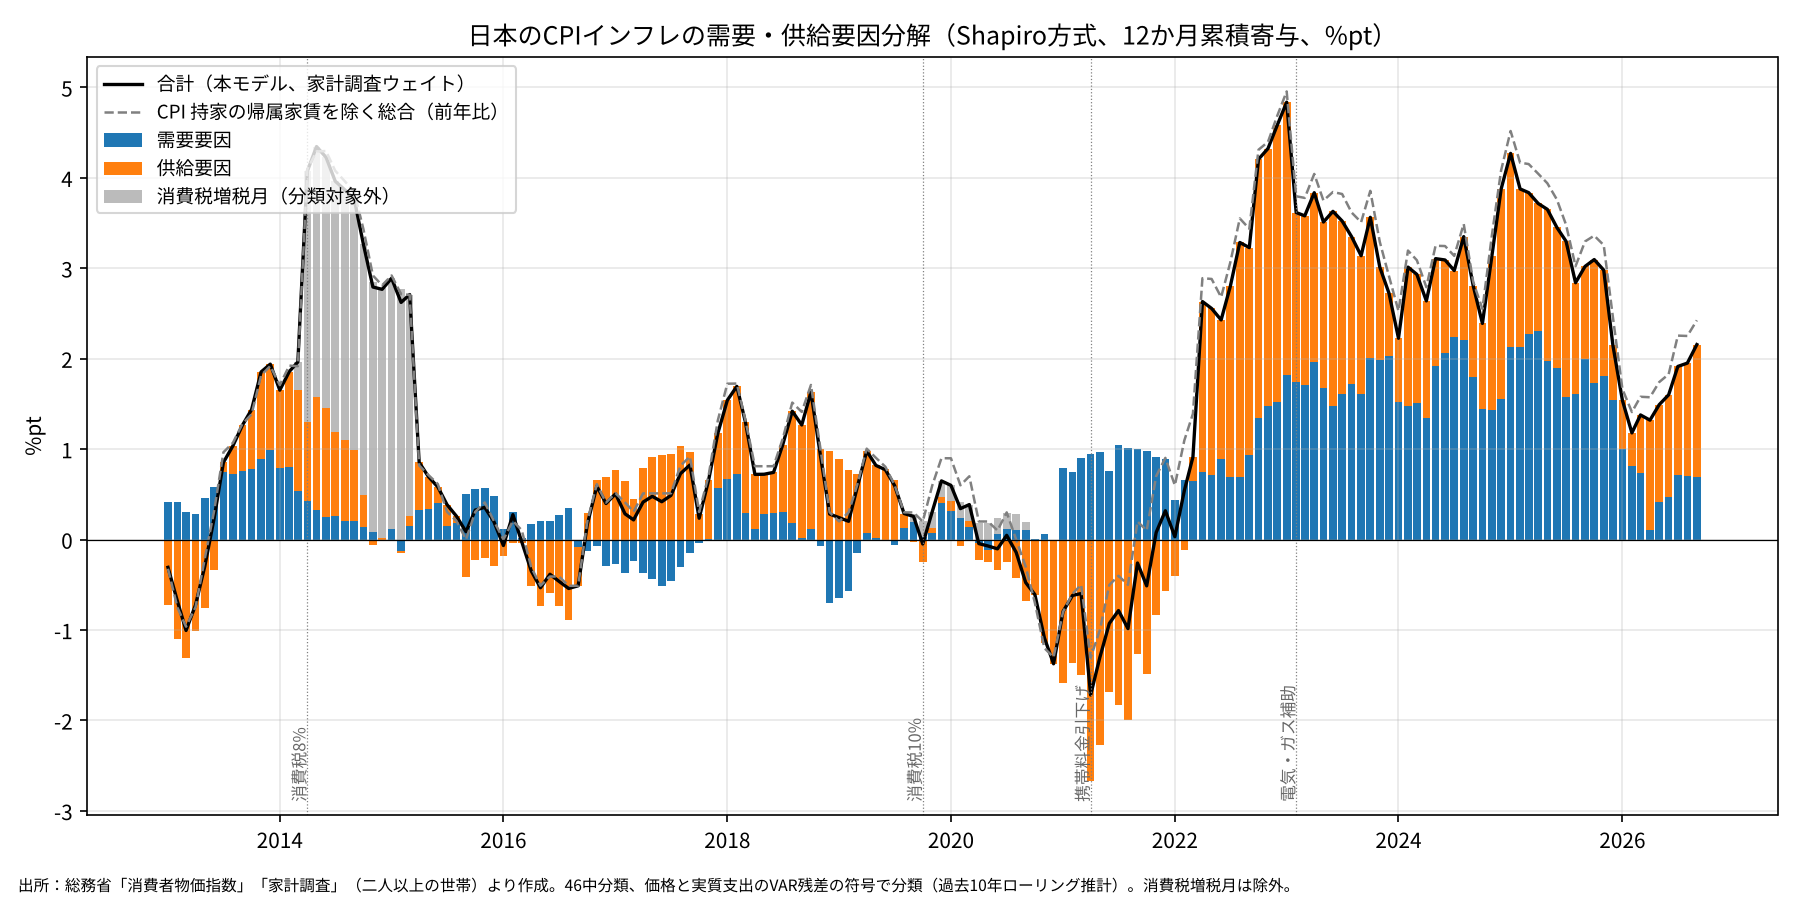 日本のCPIインフレの需要・供給要因分解（Shapiro方式、12か月累積寄与、%pt）
合計（本モデル、家計調査ウェイト）
CPI 持家の帰属家賃を除く総合（前年比）
需要要因
供給要因
消費税増税月（分類対象外）
%pt
5
4
3
2
1
0
-1
-2
-3
消費税8%
消費税10%
携帯料金引下げ
電気・ガス補助
2014
2016
2018
2020
2022
2024
2026
出所：総務省「消費者物価指数」「家計調査」（二人以上の世帯）より作成。46中分類、価格と実質支出のVAR残差の符号で分類（過去10年ローリング推計）。消費税増税月は除外。